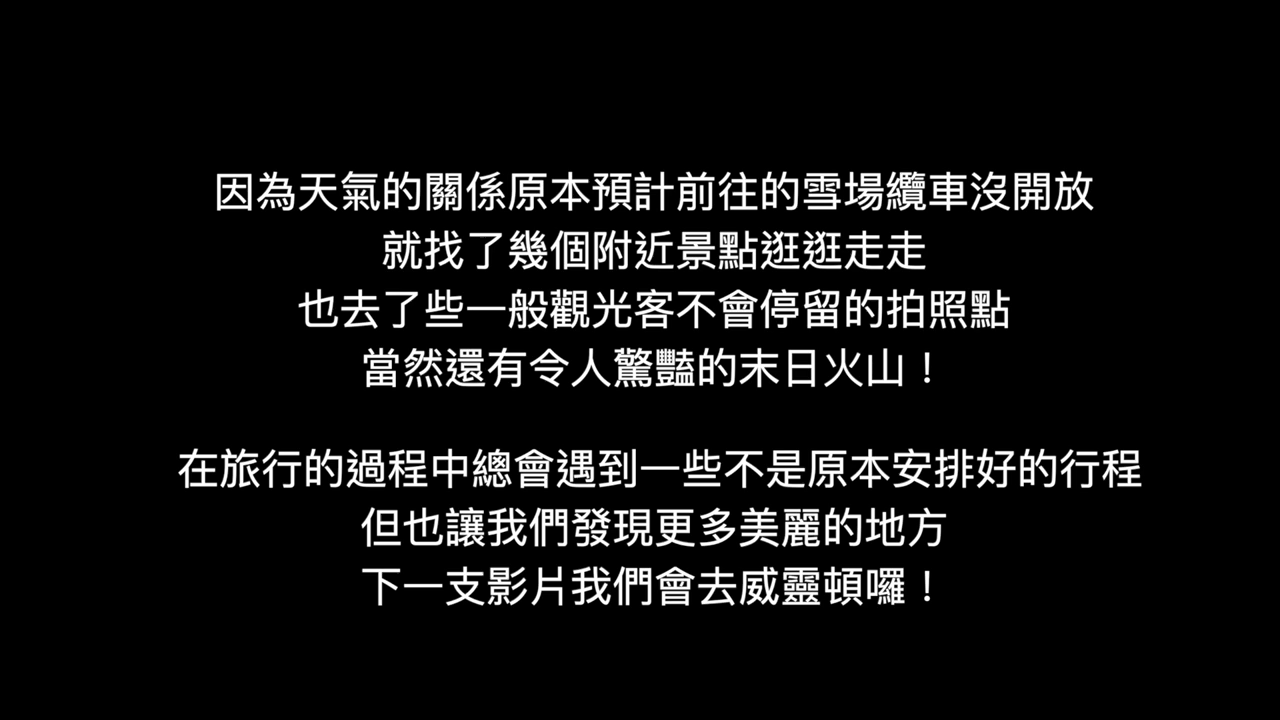 因為天氣的關係原本預計前往的雪場纜車沒開放
就找了幾個附近景點逛逛走走
也去了些一般觀光客不會停留的拍照點
當然還有令人驚豔的末日火山！
在旅行的過程中總會遇到一些不是原本安排好的行程
但也讓我們發現更多美麗的地方
下一支影片我們會去威靈頓囉！